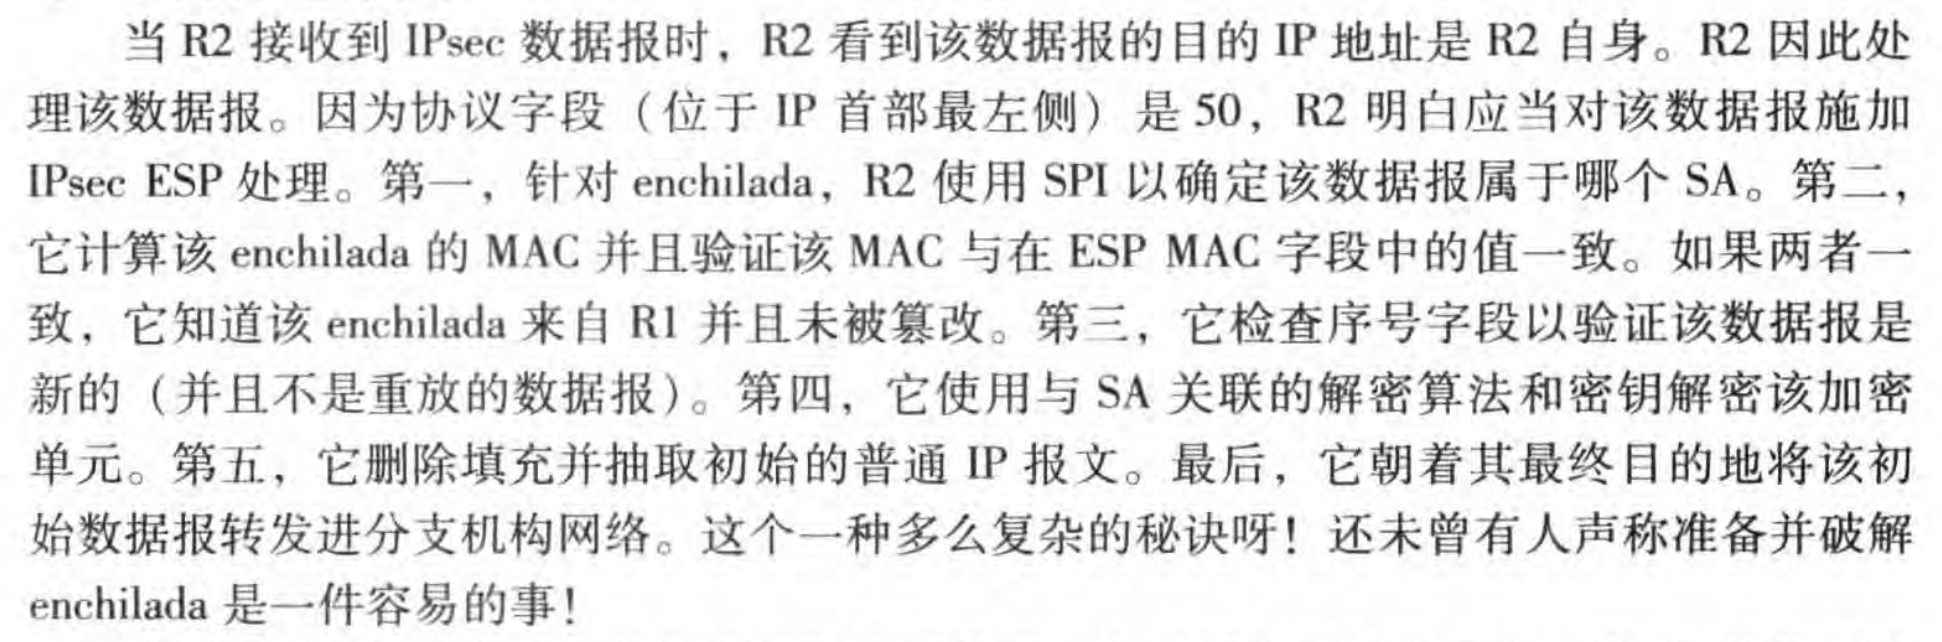 当 R2 接收到 IPsec 数据报时，R2 看到该数据报的目的 IP 地址是 R2 自身。R2 因此处
理该数据报。因为协议字段（位于 IP 首部最左侧）是 50，R2 明白应当对该数据报施加
IPsec ESP 处理。第一，针对 enchilada，R2 使用 SPI 以确定该数据报属于哪个 SA。第二，
它计算该 enchilada 的 MAC 并且验证该 MAC 与在 ESP MAC 字段中的值一致。如果两者一
致，它知道该 enchilada 来自 R1 并且未被篡改。第三，它检查序号字段以验证该数据报是
新的（并且不是重放的数据报）。第四，它使用与 SA 关联的解密算法和密钥解密该加密
单元。第五，它删除填充并抽取初始的普通 IP 报文。最后，它朝着其最终目的地将该初
始数据报转发进分支机构网络。这个一种多么复杂的秘诀呀！还未曾有人声称准备并破解
enchilada 是一件容易的事！